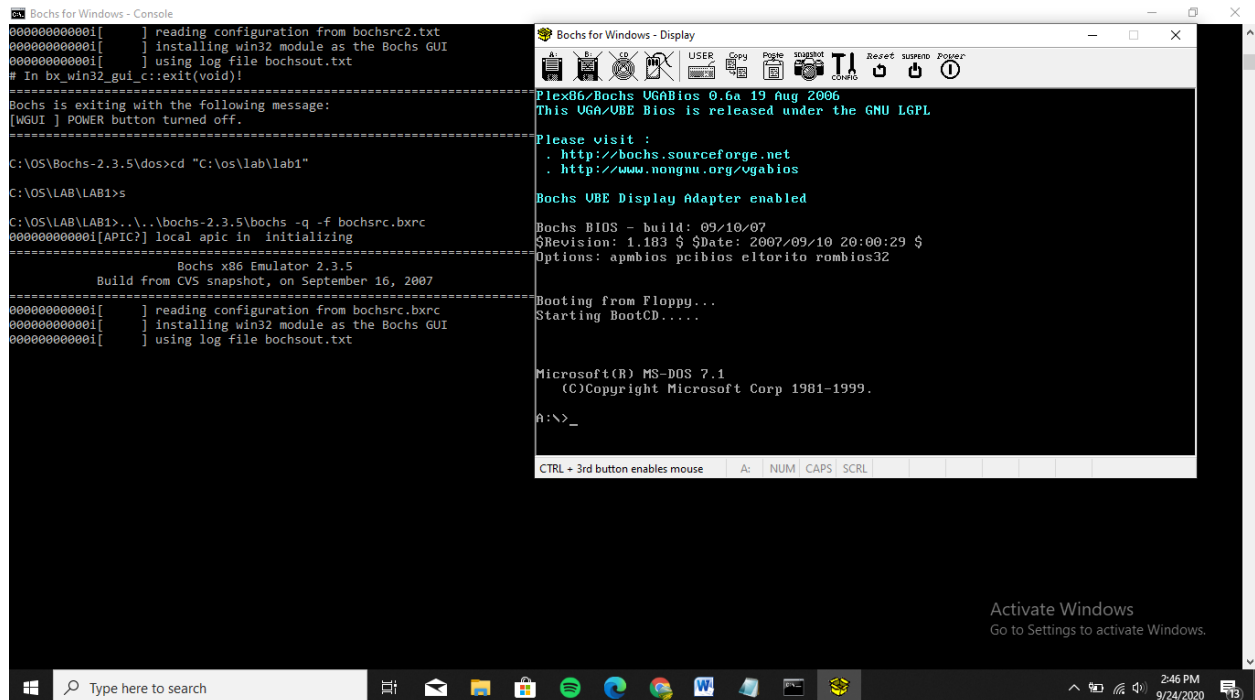 Bochs for Windows - Console
00000000000i[     ] reading configuration from bochsrc2.txt
00000000000i[     ] installing win32 module as the Bochs GUI
00000000000i[     ] using log file bochsout.txt
# In bx_win32_gui_c::exit(void)!
========================================================================
Bochs is exiting with the following message:
[WGUI ] POWER button turned off.
========================================================================
C:\OS\Bochs-2.3.5\dos>cd "C:\os\lab\lab1"
C:\OS\LAB\LAB1>s
C:\OS\LAB\LAB1>..\..\bochs-2.3.5\bochs -q -f bochsrc.bxrc
00000000000i[APIC?] local apic in  initializing
========================================================================
Bochs x86 Emulator 2.3.5
Build from CVS snapshot, on September 16, 2007
========================================================================
00000000000i[     ] reading configuration from bochsrc.bxrc
00000000000i[     ] installing win32 module as the Bochs GUI
00000000000i[     ] using log file bochsout.txt
Bochs for Windows - Display
A: B: CD USER Copy Paste snapshot CONFIG Reset SUSPEND Power
Plex86/Bochs VGABios 0.6a 19 Aug 2006
This VGA/VBE Bios is released under the GNU LGPL
Please visit :
. http://bochs.sourceforge.net
. http://www.nongnu.org/vgabios
Bochs VBE Display Adapter enabled
Bochs BIOS - build: 09/10/07
$Revision: 1.183 $ $Date: 2007/09/10 20:00:29 $
Options: apmbios pcibios eltorito rombios32
Booting from Floppy...
Starting BootCD.....
Microsoft(R) MS-DOS 7.1
(C)Copyright Microsoft Corp 1981-1999.
A:\>_
CTRL + 3rd button enables mouse A: NUM CAPS SCRL
Activate Windows
Go to Settings to activate Windows.
Type here to search
2:46 PM
9/24/2020
13